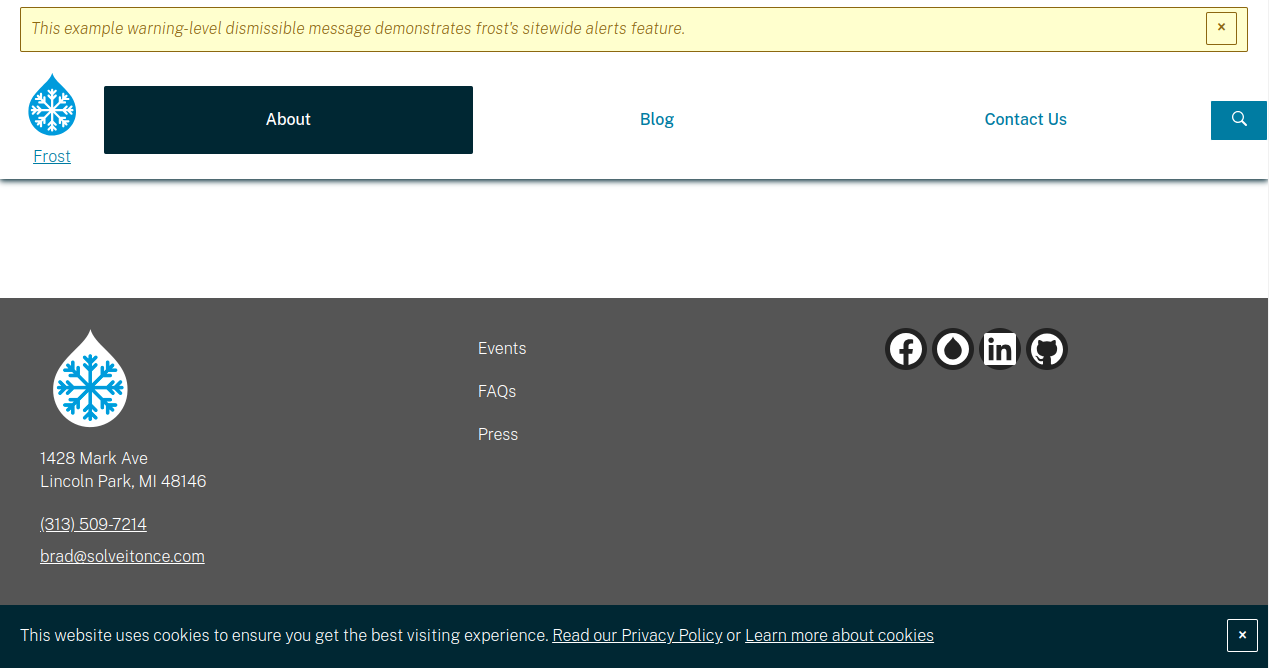 This example warning-level dismissible message demonstrates frost's sitewide alerts feature.
×
Frost
About
Blog
Contact Us
1428 Mark Ave
Lincoln Park, MI 48146
(313) 509-7214
brad@solveitonce.com
Events
FAQs
Press
This website uses cookies to ensure you get the best visiting experience. Read our Privacy Policy or Learn more about cookies
×